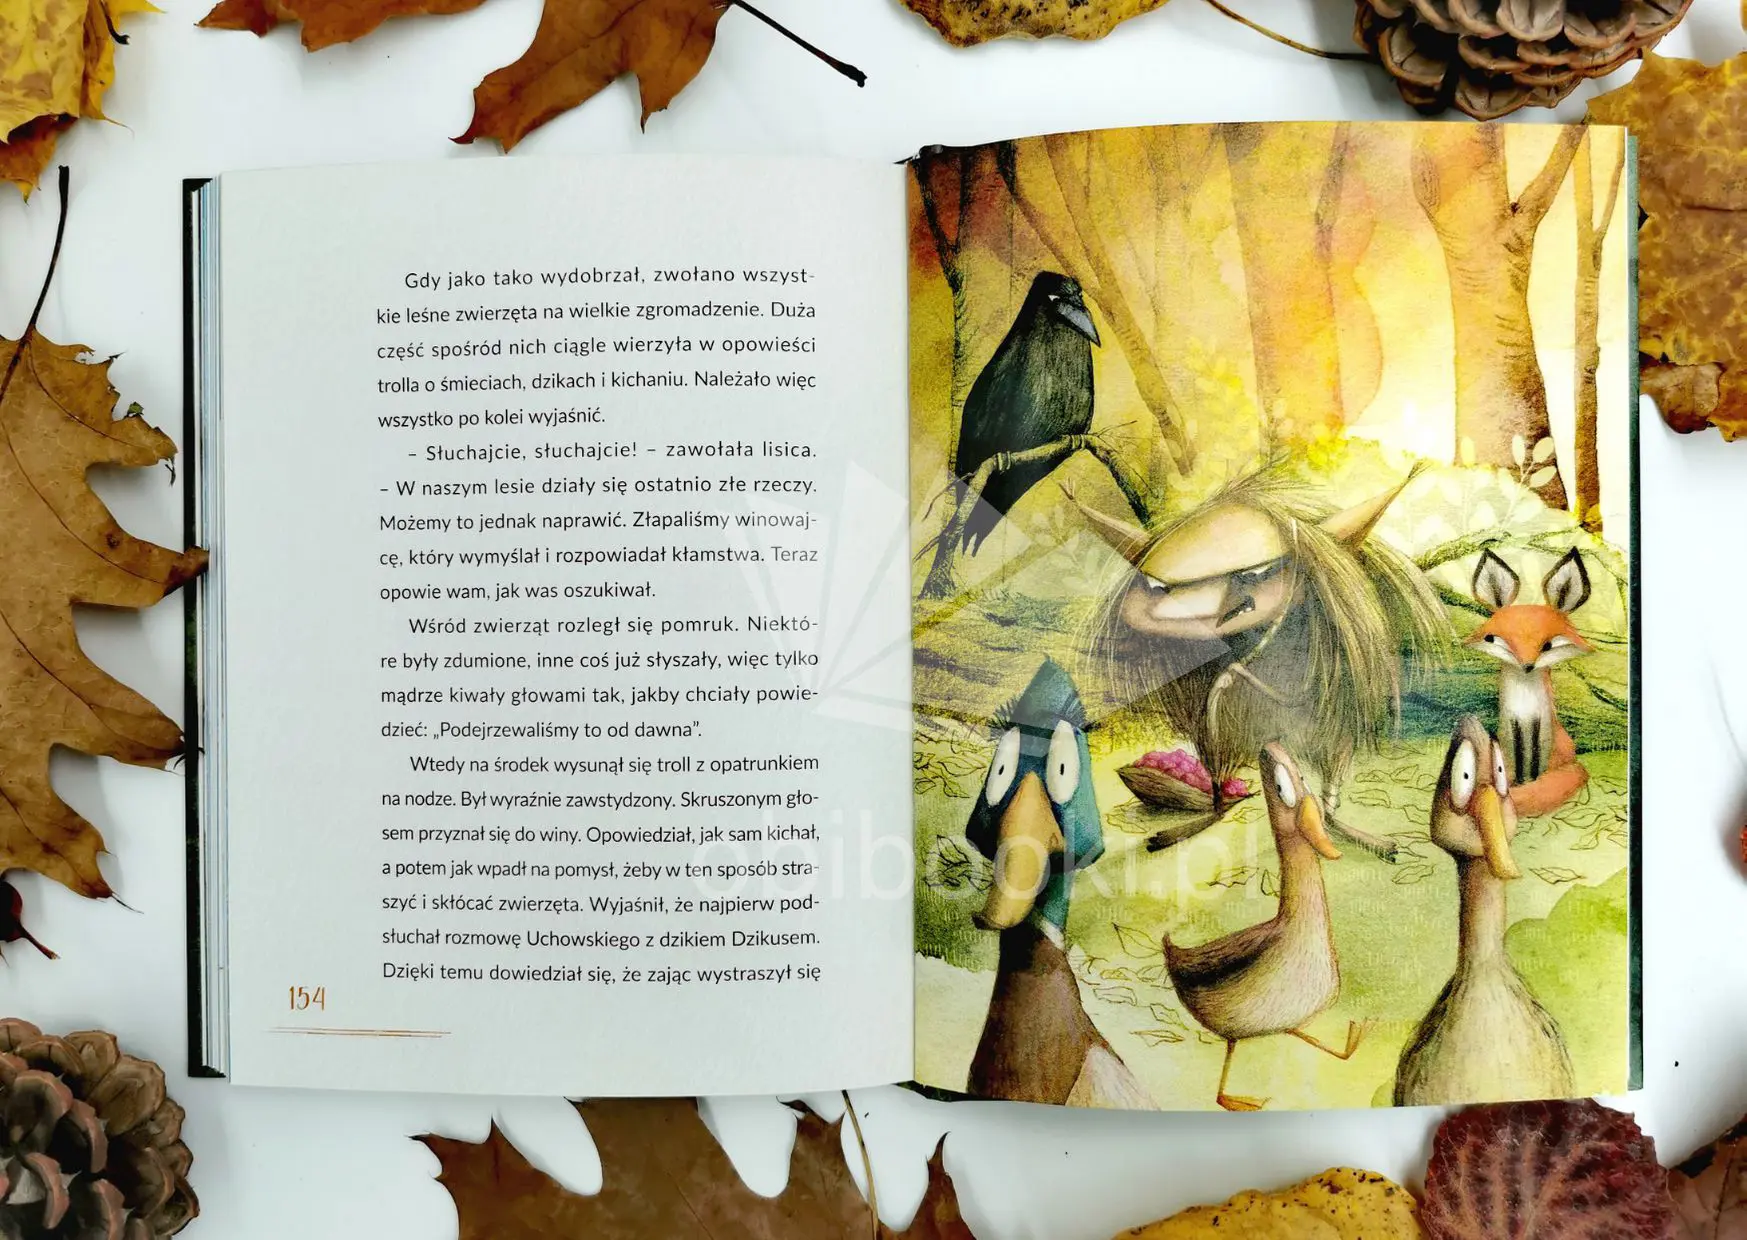 Gdy jako tako wydobrzał, zwołano wszyst-
kie leśne zwierzęta na wielkie zgromadzenie. Duża
część spośród nich ciągle wierzyła w opowieści
trolla o śmieciach, dzikach i kichaniu. Należało więc
wszystko po kolei wyjaśnić.
– Słuchajcie, słuchajcie! – zawołała lisica.
– W naszym lesie działy się ostatnio złe rzeczy.
Możemy to jednak naprawić. Złapaliśmy winowaj-
cę, który wymyślał i rozpowiadał kłamstwa. Teraz
opowie wam, jak was oszukiwał.
Wśród zwierząt rozległ się pomruk. Niektó-
re były zdumione, inne coś już słyszały, więc tylko
mądrze kiwały głowami tak, jakby chciały powie-
dzieć: „Podejrzewaliśmy to od dawna”.
Wtedy na środek wysunął się troll z opatrunkiem
na nodze. Był wyraźnie zawstydzony. Skruszonym gło-
sem przyznał się do winy. Opowiedział, jak sam kichał,
a potem jak wpadł na pomysł, żeby w ten sposób stra-
szyć i skłócać zwierzęta. Wyjaśnił, że najpierw pod-
słuchał rozmowę Uchowskiego z dzikiem Dzikusem.
Dzięki temu dowiedział się, że zając wystraszył się
154
obibooki.pl